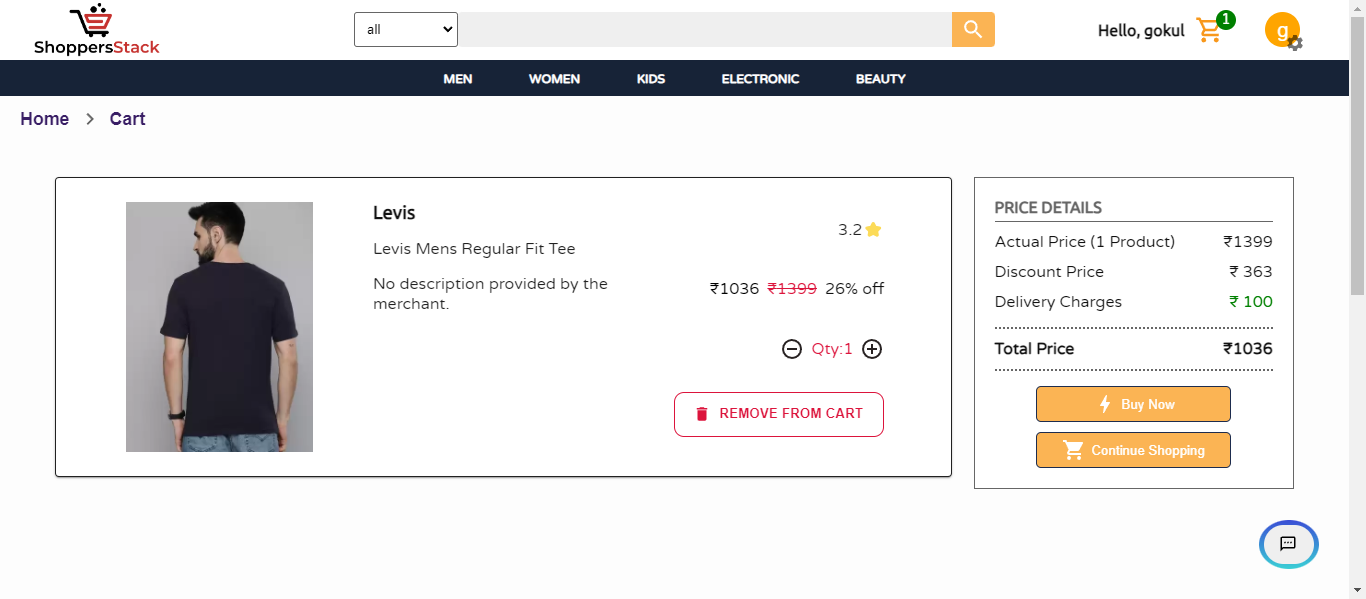 ShoppersStack
all
Hello, gokul
1
g
MEN WOMEN KIDS ELECTRONIC BEAUTY
Home > Cart
Levis
3.2
Levis Mens Regular Fit Tee
No description provided by the
merchant.
₹1036 ₹1399 26% off
Qty:1
REMOVE FROM CART
PRICE DETAILS
Actual Price (1 Product) ₹1399
Discount Price ₹ 363
Delivery Charges ₹ 100
Total Price ₹1036
Buy Now
Continue Shopping